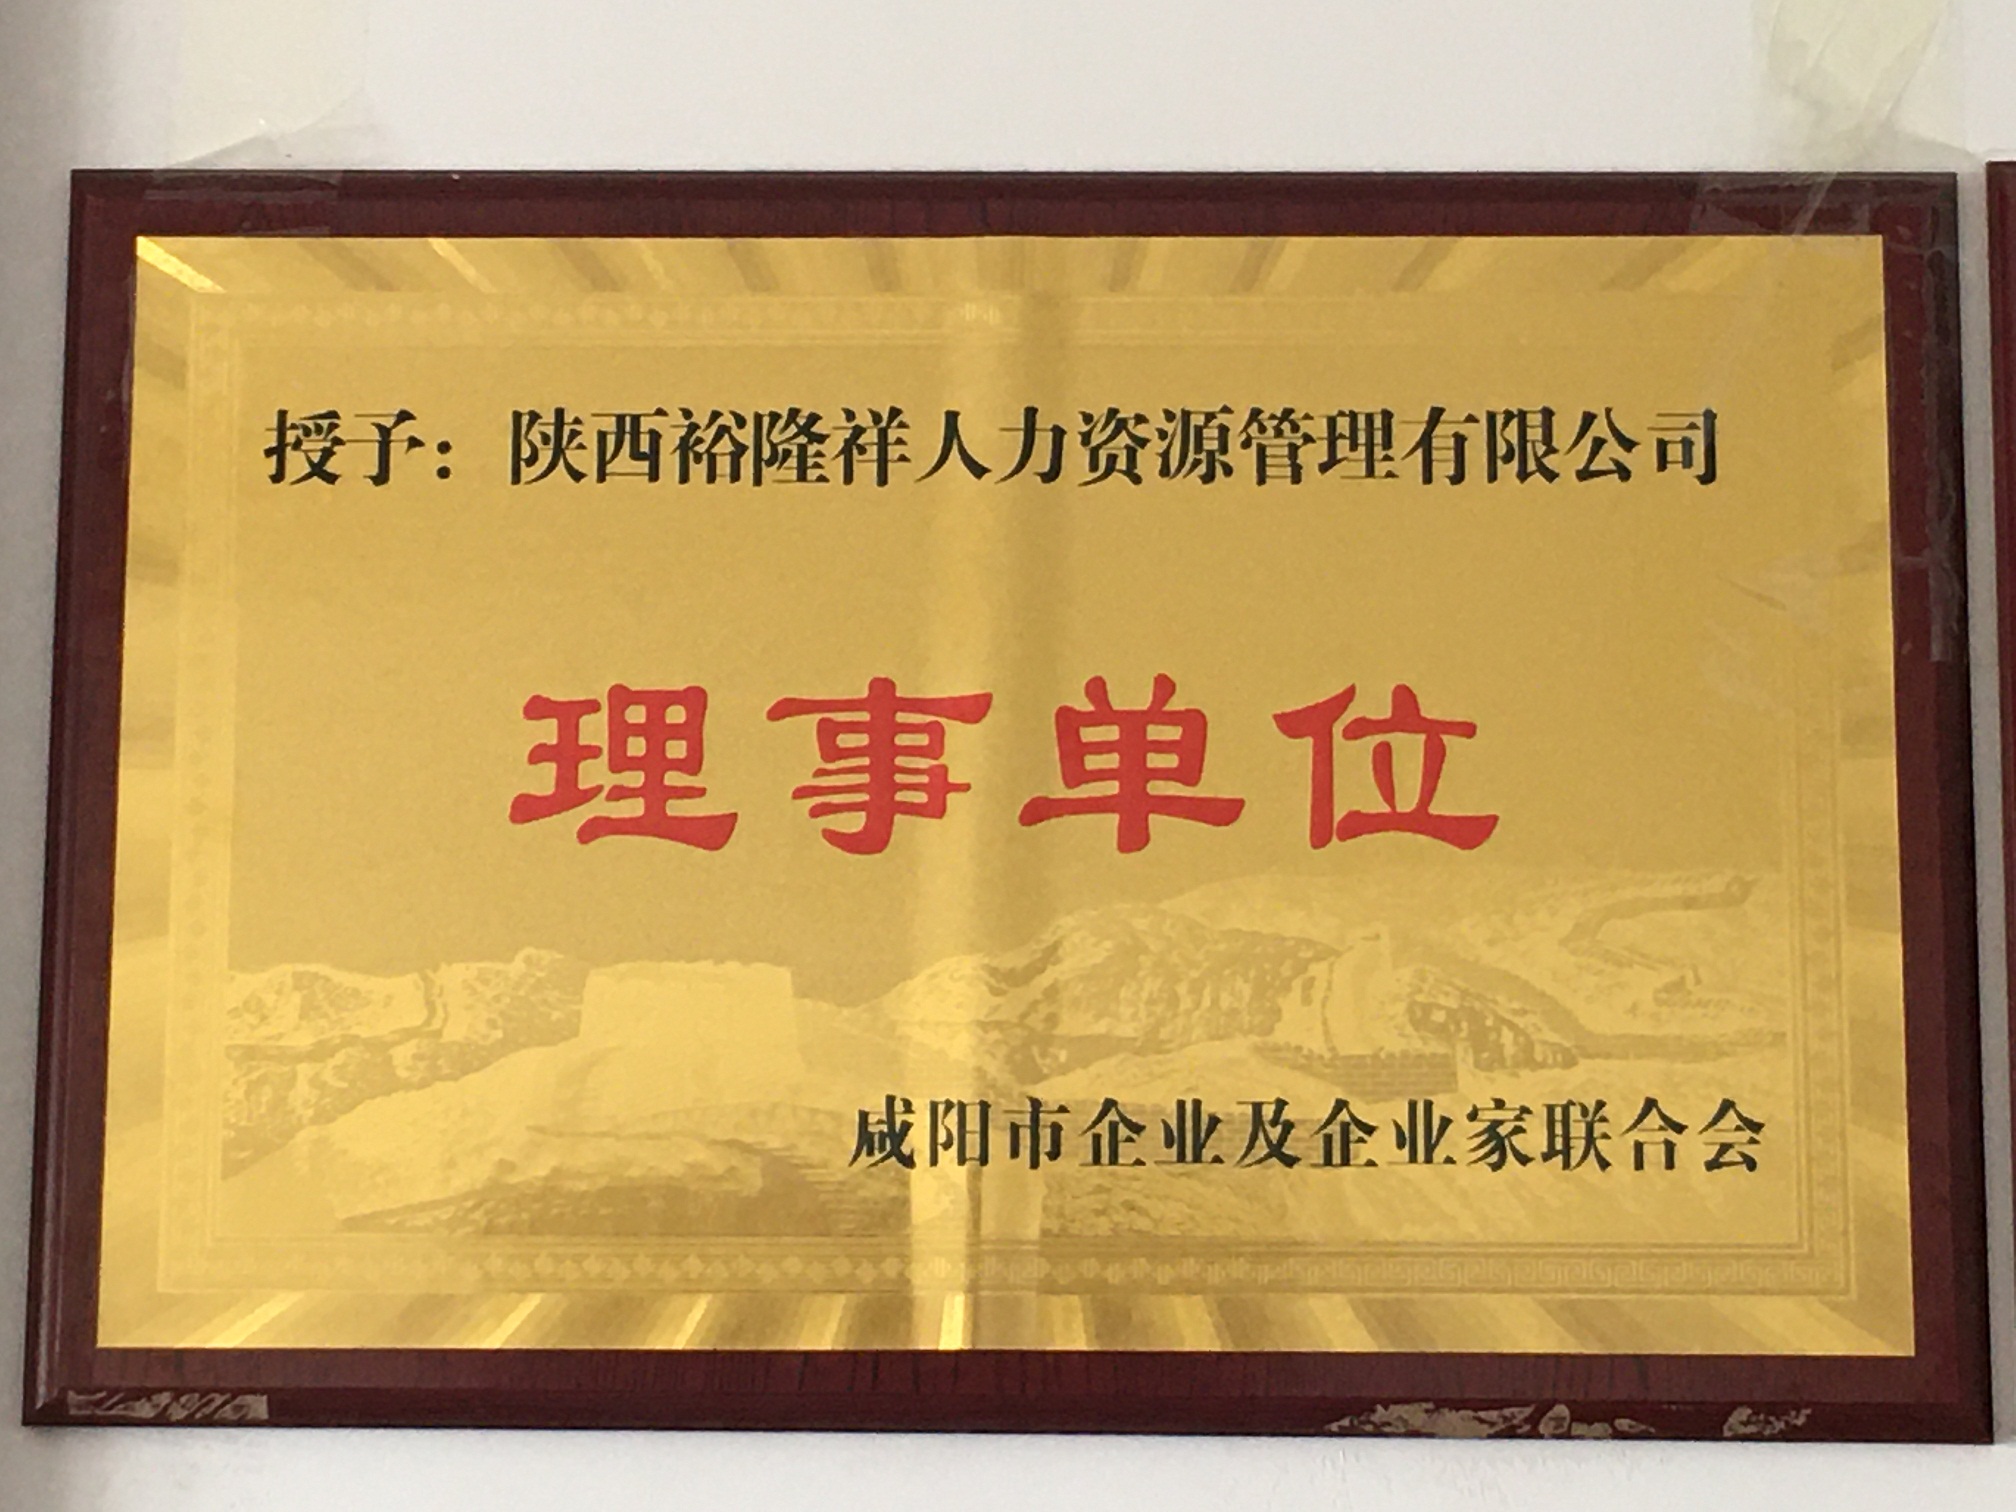 授予：陕西裕隆祥人力资源管理有限公司
理事单位
咸阳市企业及企业家联合会